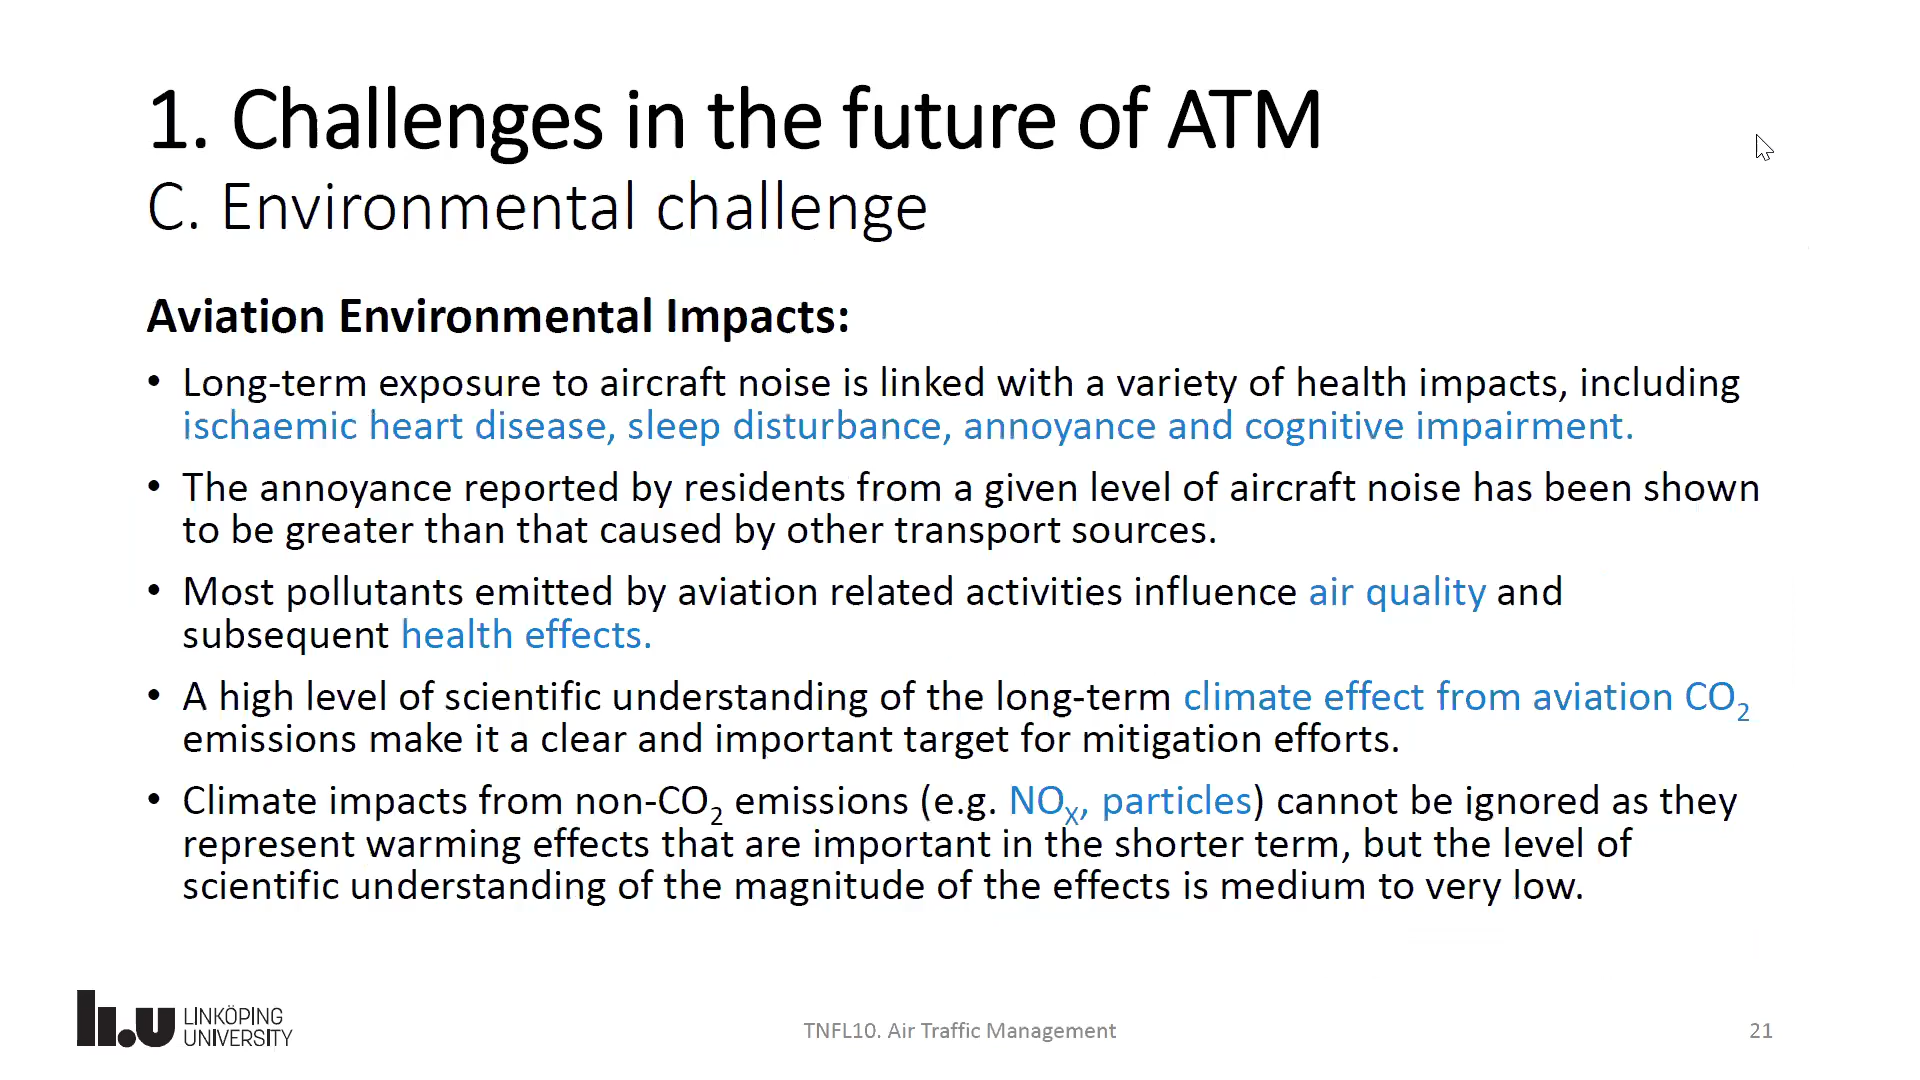 1. Challenges in the future of ATM
C. Environmental challenge
Aviation Environmental Impacts:
• Long-term exposure to aircraft noise is linked with a variety of health impacts, including
ischaemic heart disease, sleep disturbance, annoyance and cognitive impairment.
• The annoyance reported by residents from a given level of aircraft noise has been shown
to be greater than that caused by other transport sources.
• Most pollutants emitted by aviation related activities influence air quality and
subsequent health effects.
• A high level of scientific understanding of the long-term climate effect from aviation CO₂
emissions make it a clear and important target for mitigation efforts.
• Climate impacts from non-CO₂ emissions (e.g. NOₓ, particles) cannot be ignored as they
represent warming effects that are important in the shorter term, but the level of
scientific understanding of the magnitude of the effects is medium to very low.
li.u LINKÖPING
UNIVERSITY
TNFL10. Air Traffic Management
21